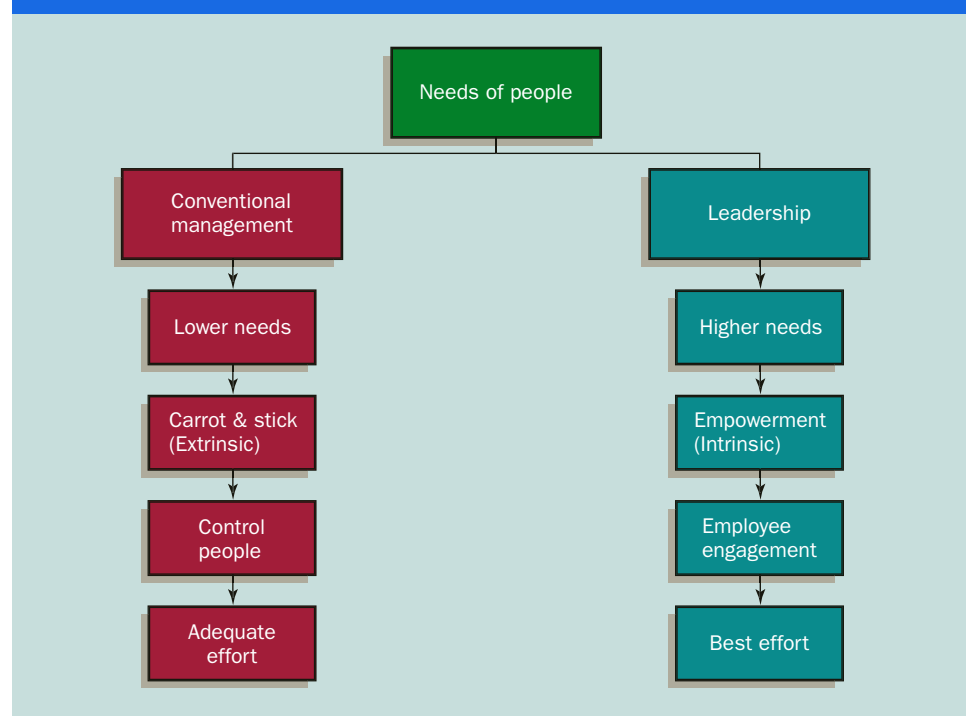 Needs of people
Conventional
management
Lower needs
Carrot & stick
(Extrinsic)
Control
people
Adequate
effort
Leadership
Higher needs
Empowerment
(Intrinsic)
Employee
engagement
Best effort